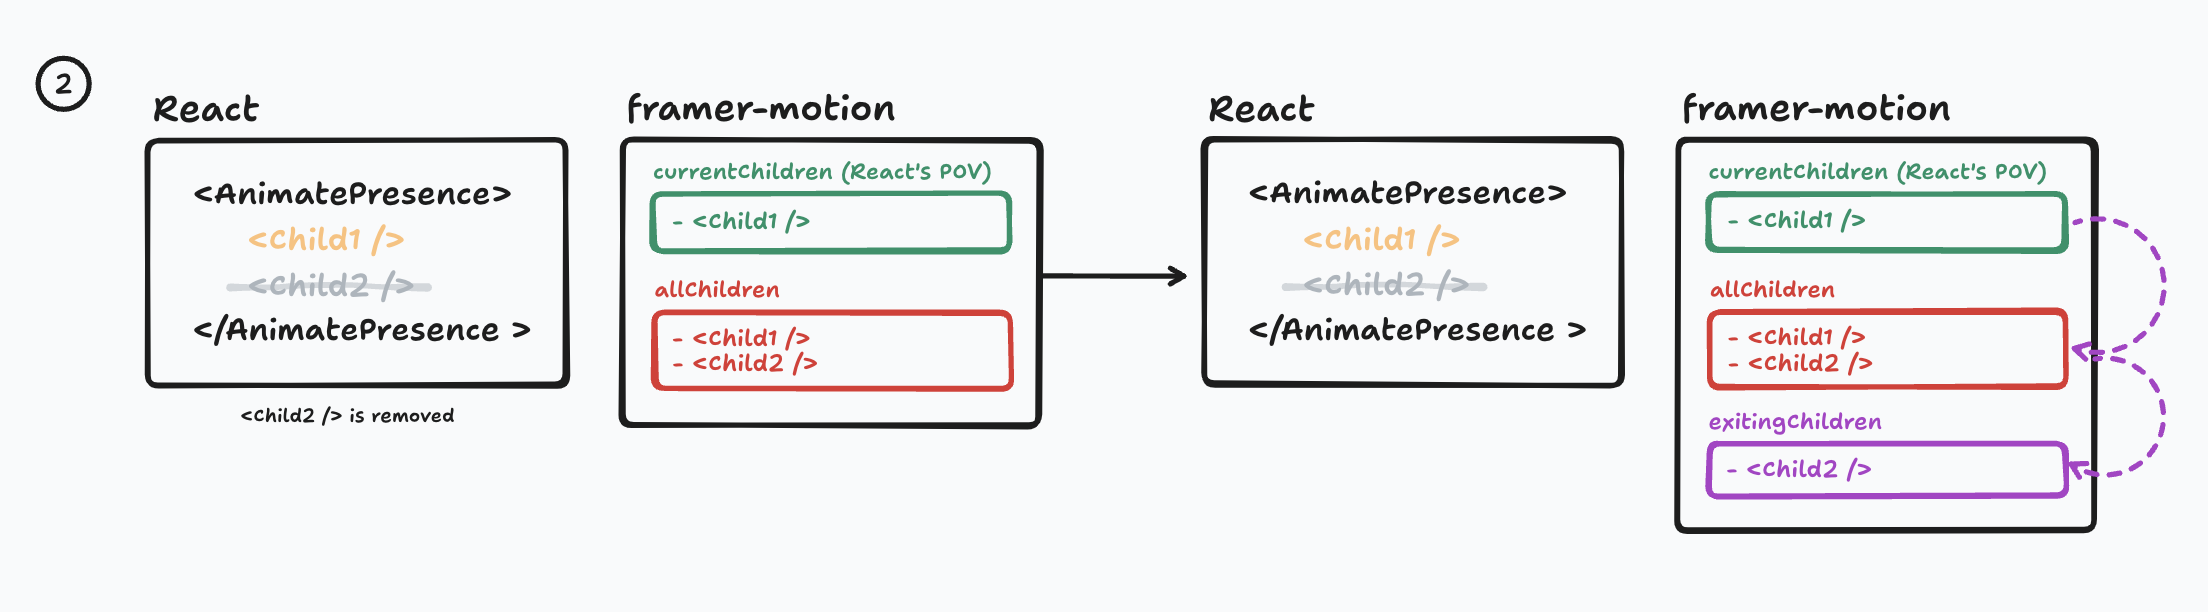 2
React
<AnimatePresence>
<Child1 />
<Child2 />
</AnimatePresence >
<Child2 /> is removed
framer-motion
currentChildren (React's POV)
- <Child1 />
allChildren
- <Child1 />
- <Child2 />
React
<AnimatePresence>
<Child1 />
<Child2 />
</AnimatePresence >
framer-motion
currentChildren (React's POV)
- <Child1 />
allChildren
- <Child1 />
- <Child2 />
exitingChildren
- <Child2 />